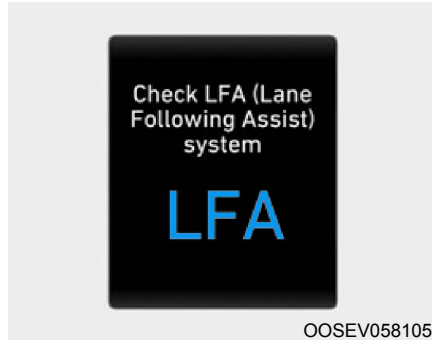 Check LFA (Lane
Following Assist)
system
LFA
OOSEV058105